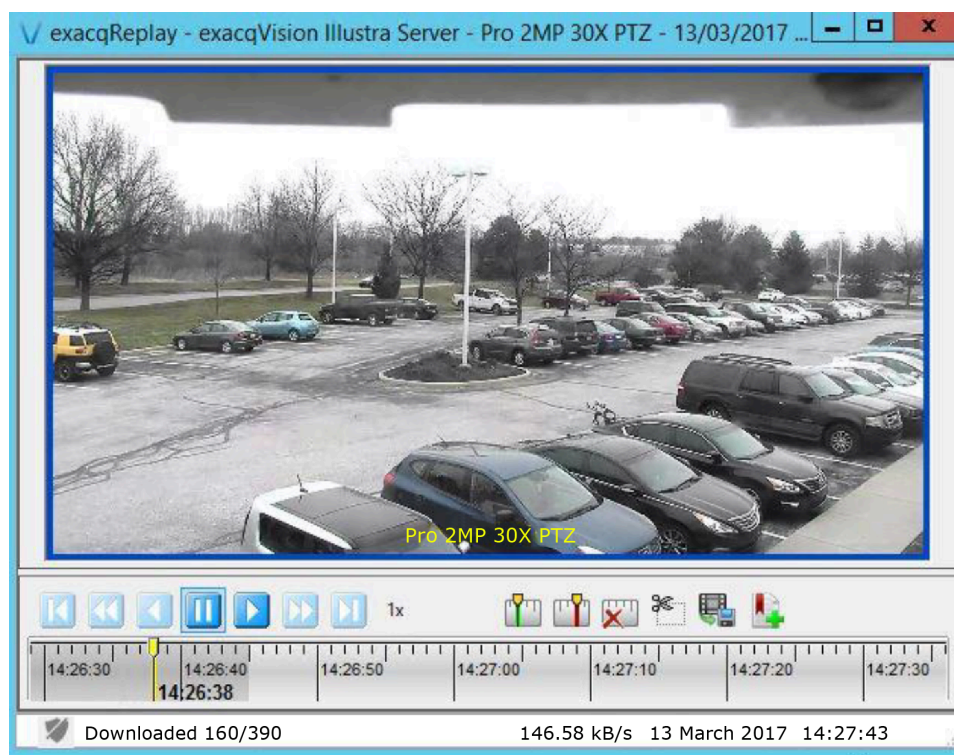 exacqReplay - exacqVision Illustra Server - Pro 2MP 30X PTZ - 13/03/2017 ...
Pro 2MP 30X PTZ
1x
14:26:30 14:26:40 14:26:50 14:27:00 14:27:10 14:27:20 14:27:30
14:26:38
Downloaded 160/390 146.58 kB/s 13 March 2017 14:27:43